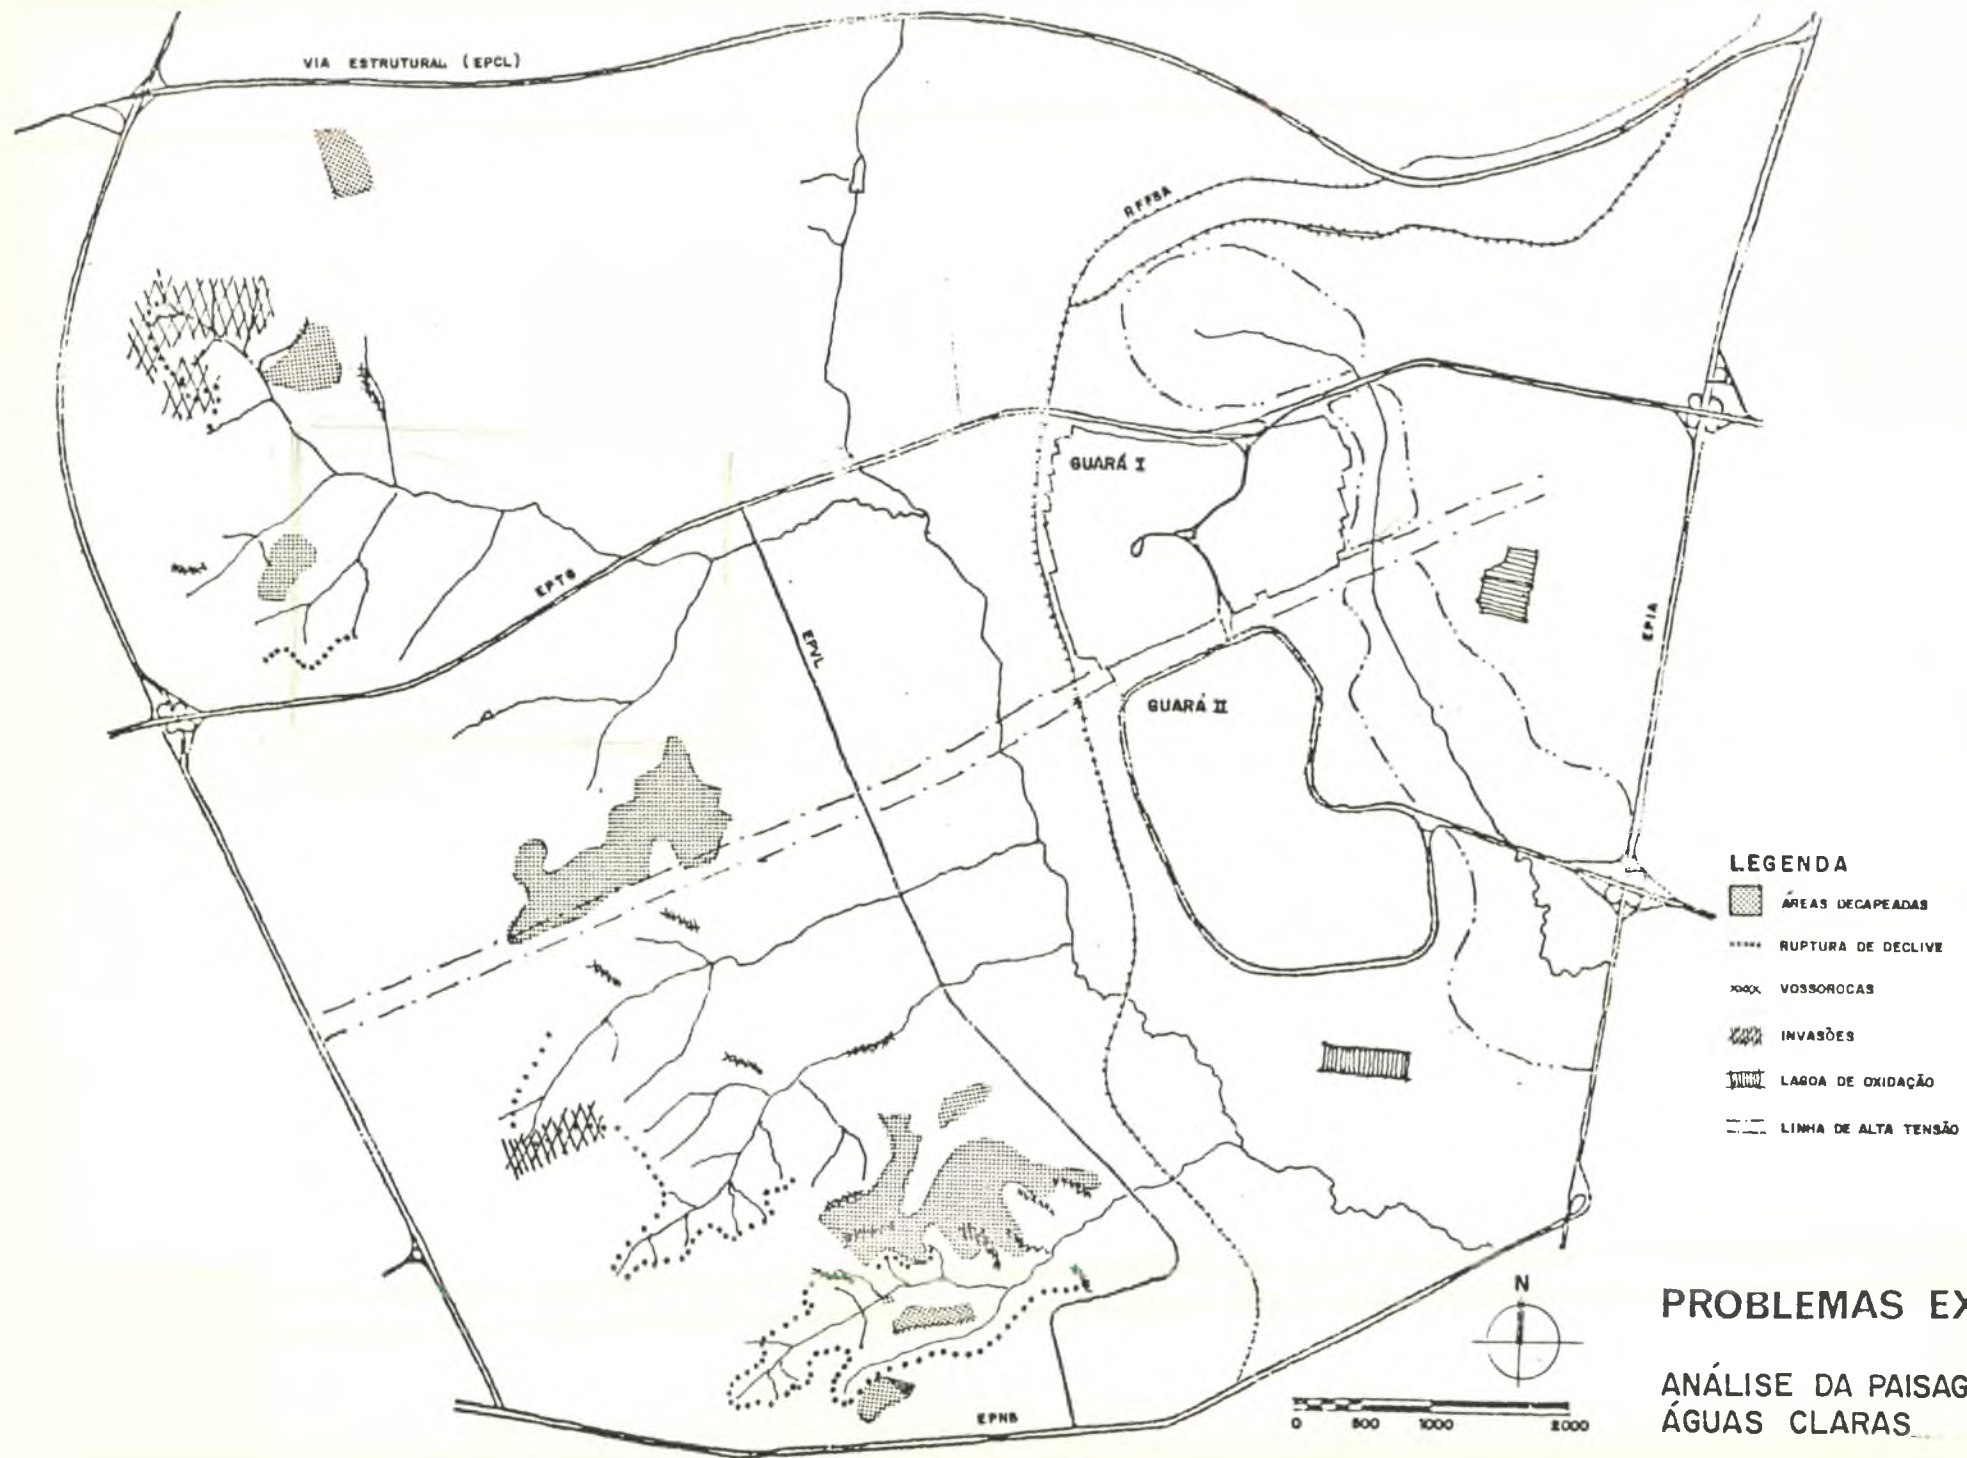 VIA ESTRUTURAL (EPCL)
RFFSA
GUARÁ I
EPTG
EPVL
EPIA
GUARÁ II
LEGENDA
ÁREAS DECAPEADAS
RUPTURA DE DECLIVE
VOSSOROCAS
INVASÕES
LAGOA DE OXIDAÇÃO
LINHA DE ALTA TENSÃO
N
PROBLEMAS EX
ANÁLISE DA PAISAG
ÁGUAS CLARAS
EPNB
0 500 1000 2000